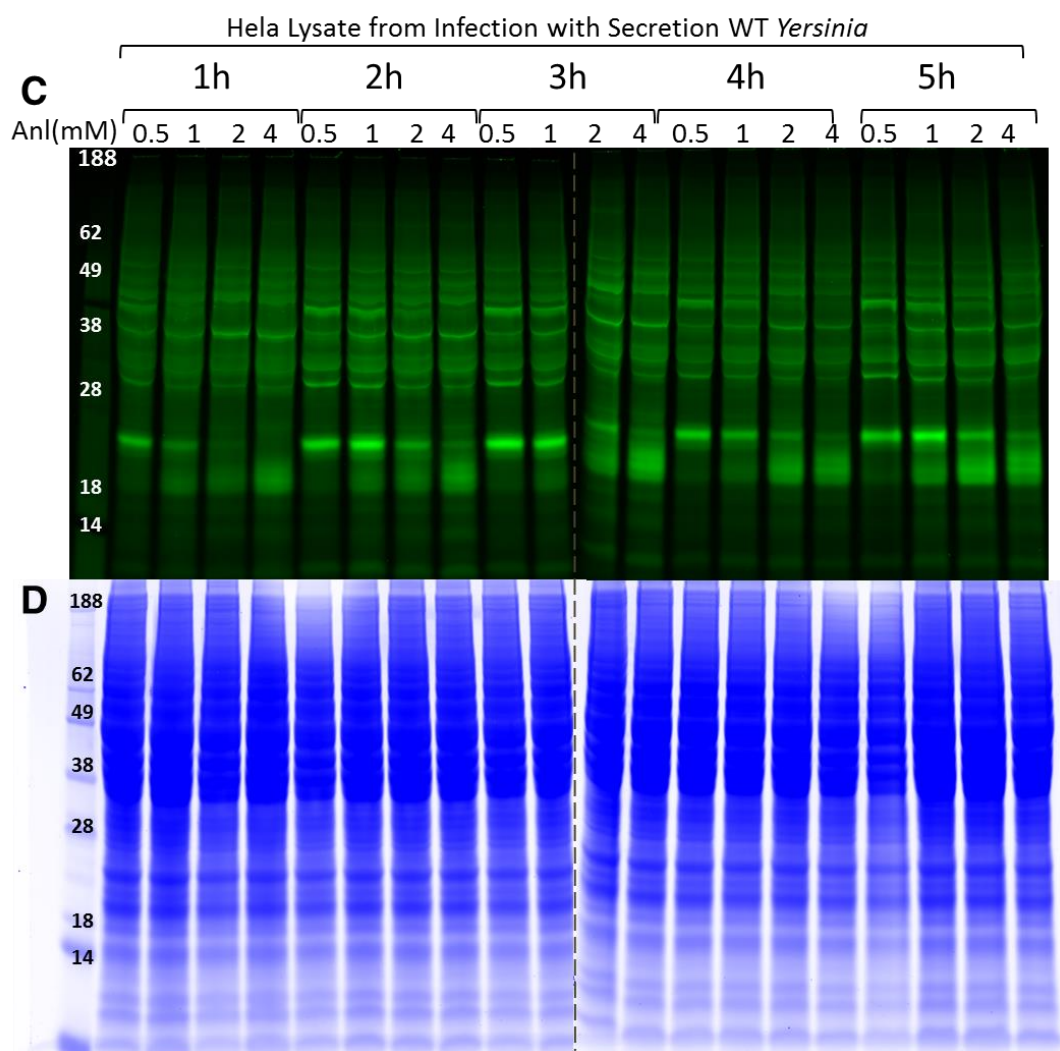 Hela Lysate from Infection with Secretion WT Yersinia
C
1h 2h 3h 4h 5h
Anl(mM) 0.5 1 2 4 0.5 1 2 4 0.5 1 2 4 0.5 1 2 4 0.5 1 2 4
188
62
49
38
28
18
14
D
188
62
49
38
28
18
14